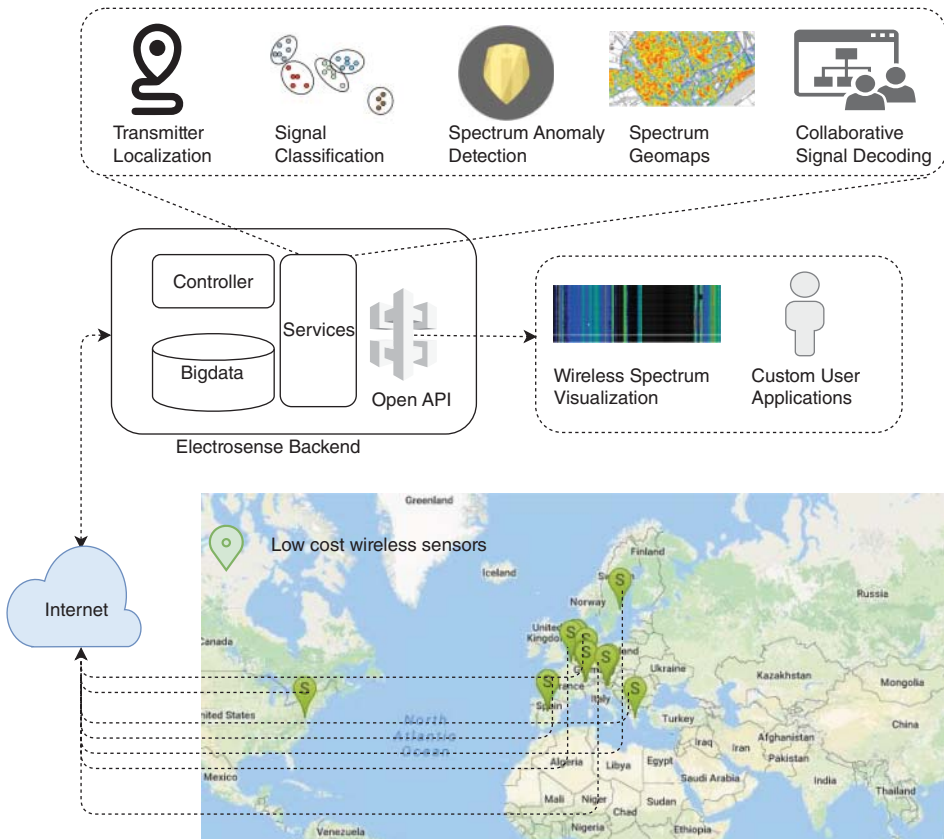 Transmitter
Localization
Signal
Classification
Spectrum Anomaly
Detection
Spectrum
Geomaps
Collaborative
Signal Decoding
Controller
Bigdata
Services
Open API
Electrosense Backend
Wireless Spectrum
Visualization
Custom User
Applications
Internet
Low cost wireless sensors
Greenland
Iceland
Finland
Norway
Russia
United
Kingdom
Canada
Ukraine
Kazakhstan
Mongolia
France
Spain
Italy
Turkey
United States
North
Atlantic
Ocean
China
Iraq
Iran
Afghanistan
Pakistan
Algeria
Libya
Egypt
Saudi Arabia
India
Mexico
Mali
Niger
Chad
Sudan
Thailand
Nigeria
Ethiopia
Venezuela
S
S
S
S
S
S
S